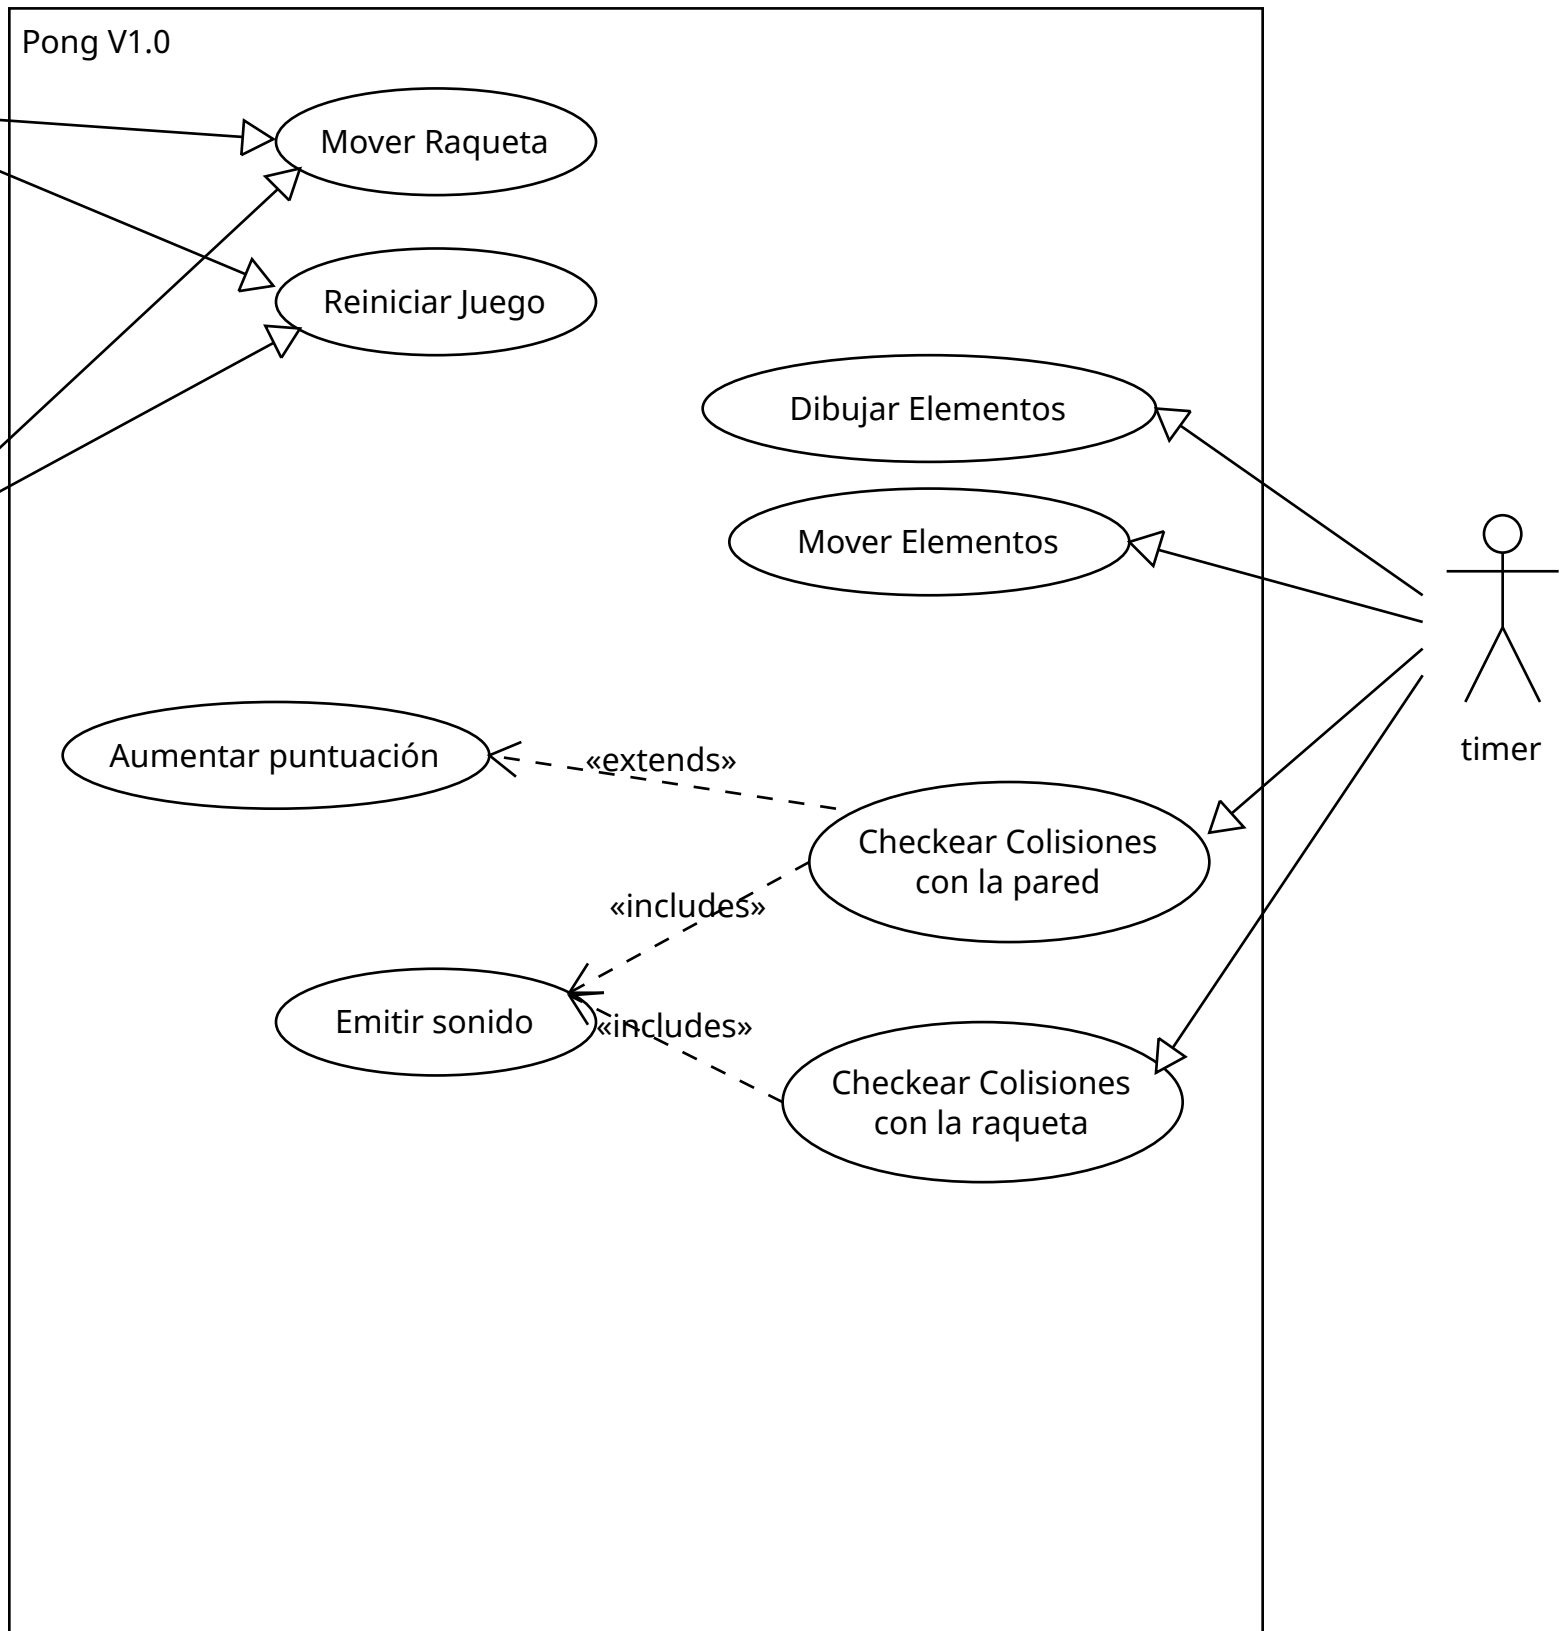 Pong V1.0
Mover Raqueta
Reiniciar Juego
Dibujar Elementos
Mover Elementos
timer
Aumentar puntuación
«extends»
Checkear Colisiones
con la pared
«includes»
Emitir sonido
«includes»
Checkear Colisiones
con la raqueta